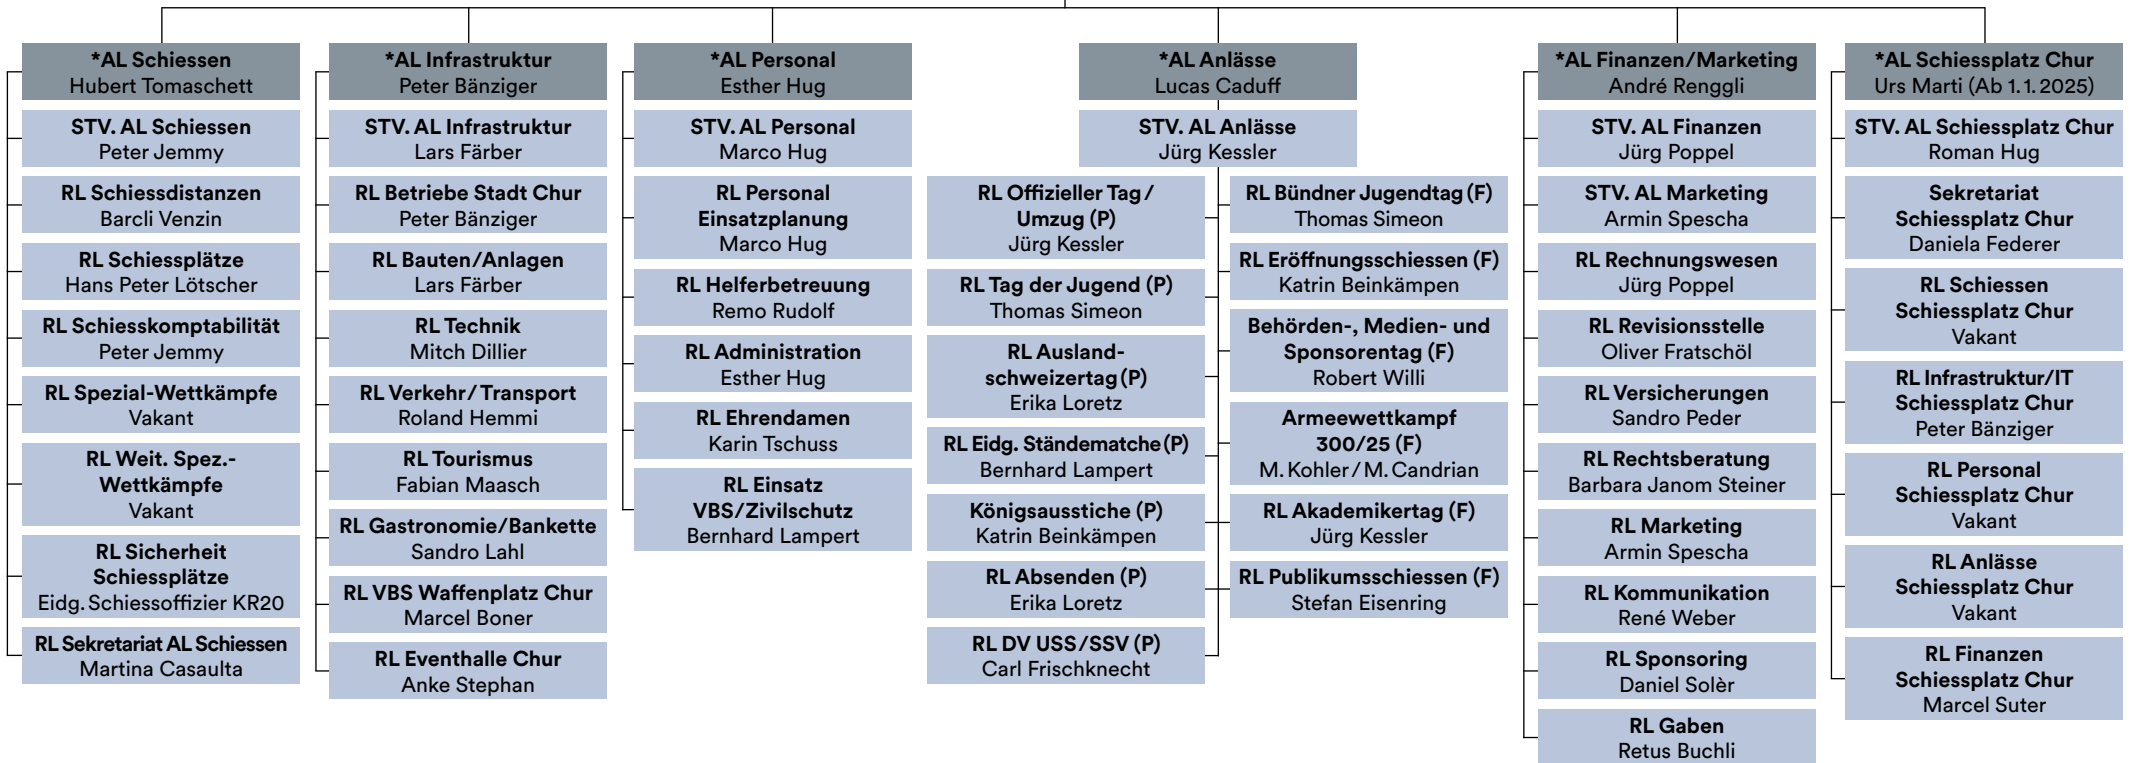 *AL Schiessen
Hubert Tomaschett
STV. AL Schiessen
Peter Jemmy
RL Schiessdistanzen
Barcli Venzin
RL Schiessplätze
Hans Peter Lötscher
RL Schiesskomptabilität
Peter Jemmy
RL Spezial-Wettkämpfe
Vakant
RL Weit. Spez.-
Wettkämpfe
Vakant
RL Sicherheit
Schiessplätze
Eidg. Schiessoffizier KR20
RL Sekretariat AL Schiessen
Martina Casaulta
*AL Infrastruktur
Peter Bänziger
STV. AL Infrastruktur
Lars Färber
RL Betriebe Stadt Chur
Peter Bänziger
RL Bauten/Anlagen
Lars Färber
RL Technik
Mitch Dillier
RL Verkehr/Transport
Roland Hemmi
RL Tourismus
Fabian Maasch
RL Gastronomie/Bankette
Sandro Lahl
RL VBS Waffenplatz Chur
Marcel Boner
RL Eventhalle Chur
Anke Stephan
*AL Personal
Esther Hug
STV. AL Personal
Marco Hug
RL Personal
Einsatzplanung
Marco Hug
RL Helferbetreuung
Remo Rudolf
RL Administration
Esther Hug
RL Ehrendamen
Karin Tschuss
RL Einsatz
VBS/Zivilschutz
Bernhard Lampert
*AL Anlässe
Lucas Caduff
STV. AL Anlässe
Jürg Kessler
RL Offizieller Tag/
Umzug (P)
Jürg Kessler
RL Tag der Jugend (P)
Thomas Simeon
RL Ausland-
schweizertag (P)
Erika Loretz
RL Eidg. Ständematche (P)
Bernhard Lampert
Königsausstiche (P)
Katrin Beinkämpen
RL Absenden (P)
Erika Loretz
RL DV USS/SSV (P)
Carl Frischknecht
RL Bündner Jugendtag (F)
Thomas Simeon
RL Eröffnungsschiessen (F)
Katrin Beinkämpen
Behörden-, Medien- und
Sponsorentag (F)
Robert Willi
Armeewettkampf
300/25 (F)
M. Kohler / M. Candrian
RL Akademikertag (F)
Jürg Kessler
RL Publikumsschiessen (F)
Stefan Eisenring
*AL Finanzen/Marketing
André Renggli
STV. AL Finanzen
Jürg Poppel
STV. AL Marketing
Armin Spescha
RL Rechnungswesen
Jürg Poppel
RL Revisionsstelle
Oliver Fratschöl
RL Versicherungen
Sandro Peder
RL Rechtsberatung
Barbara Janom Steiner
RL Marketing
Armin Spescha
RL Kommunikation
René Weber
RL Sponsoring
Daniel Solèr
RL Gaben
Retus Buchli
*AL Schiessplatz Chur
Urs Marti (Ab 1.1.2025)
STV. AL Schiessplatz Chur
Roman Hug
Sekretariat
Schiessplatz Chur
Daniela Federer
RL Schiessen
Schiessplatz Chur
Vakant
RL Infrastruktur/IT
Schiessplatz Chur
Peter Bänziger
RL Personal
Schiessplatz Chur
Vakant
RL Anlässe
Schiessplatz Chur
Vakant
RL Finanzen
Schiessplatz Chur
Marcel Suter